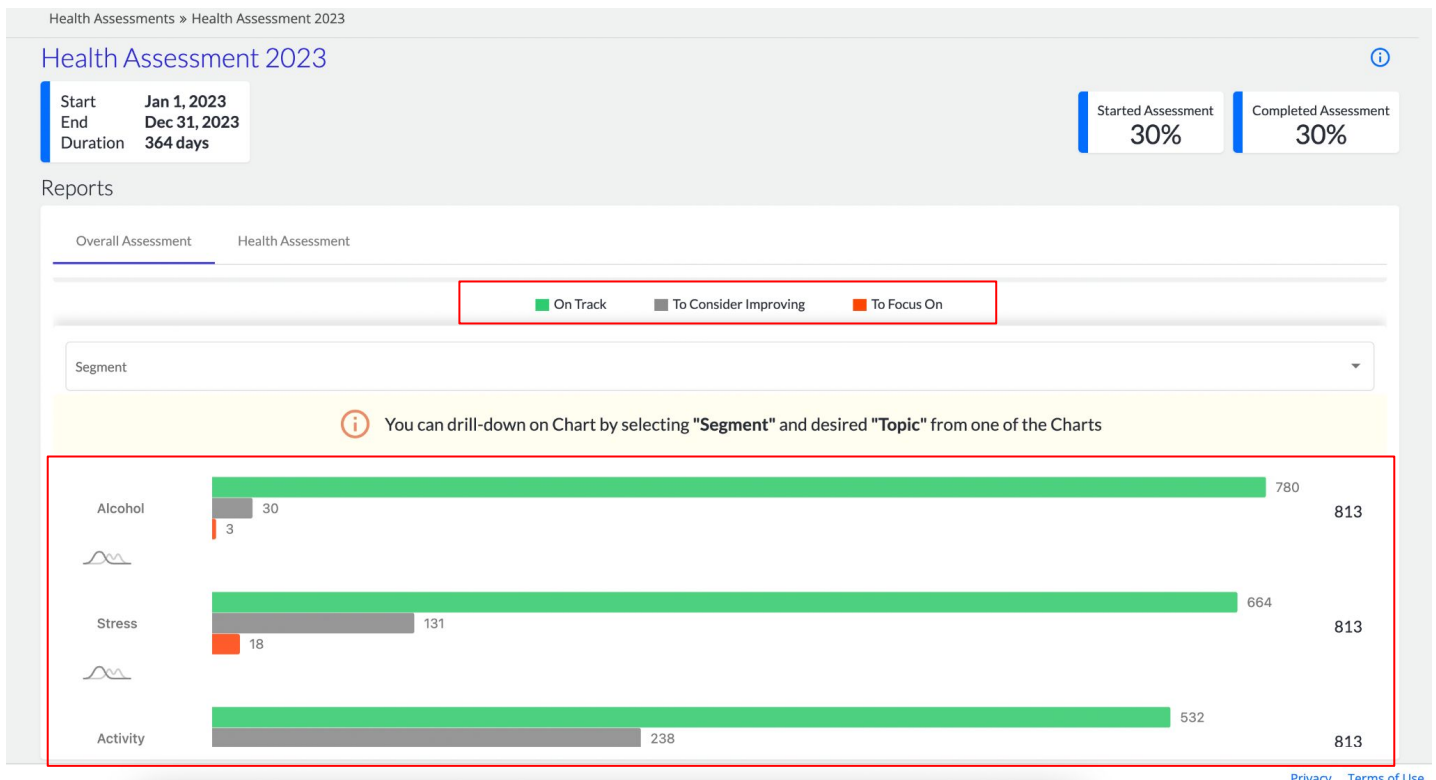 Health Assessments » Health Assessment 2023
Health Assessment 2023
Start Jan 1, 2023
End Dec 31, 2023
Duration 364 days
Started Assessment
30%
Completed Assessment
30%
Reports
Overall Assessment Health Assessment
On Track To Consider Improving To Focus On
Segment
You can drill-down on Chart by selecting "Segment" and desired "Topic" from one of the Charts
Alcohol
780
30
3
813
Stress
664
131
18
813
Activity
532
238
813
Privacy Terms of Use